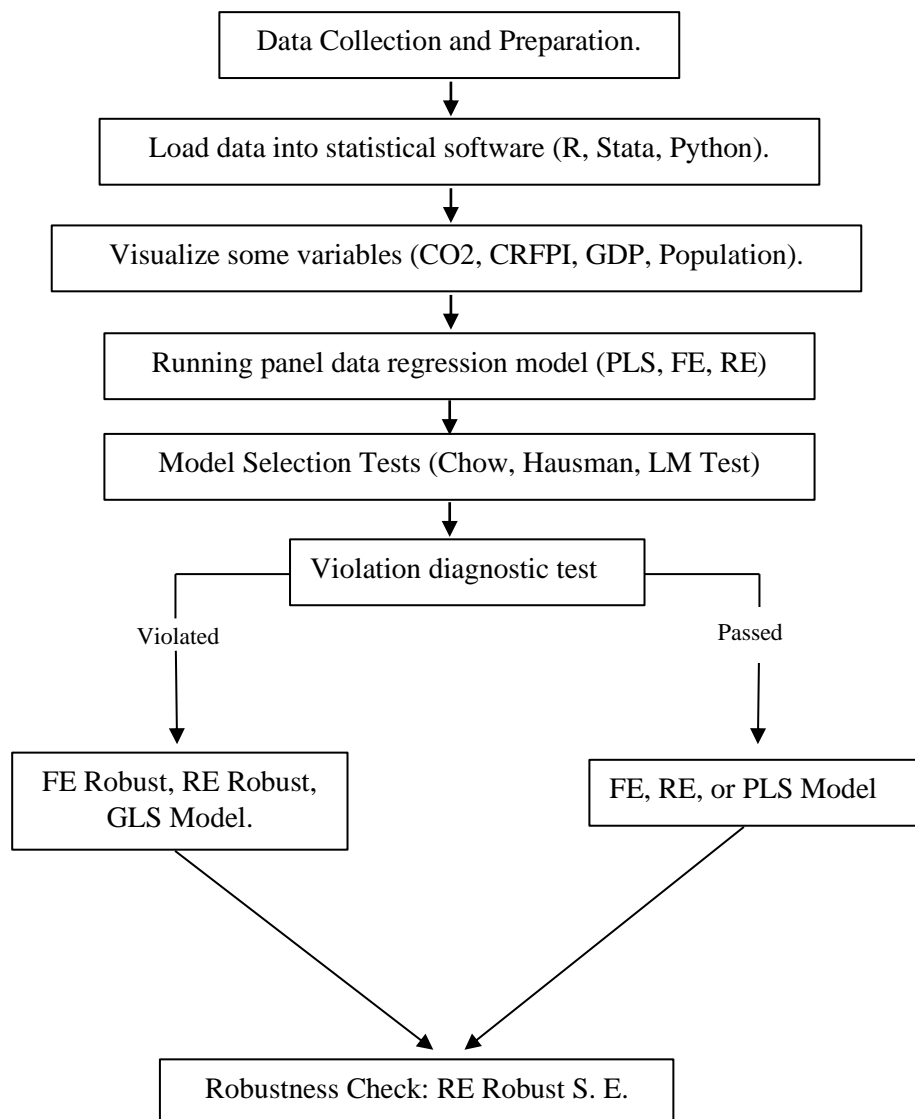 Data Collection and Preparation.
Load data into statistical software (R, Stata, Python).
Visualize some variables (CO2, CRFPI, GDP, Population).
Running panel data regression model (PLS, FE, RE)
Model Selection Tests (Chow, Hausman, LM Test)
Violation diagnostic test
Violated
Passed
FE Robust, RE Robust,
GLS Model.
FE, RE, or PLS Model
Robustness Check: RE Robust S. E.